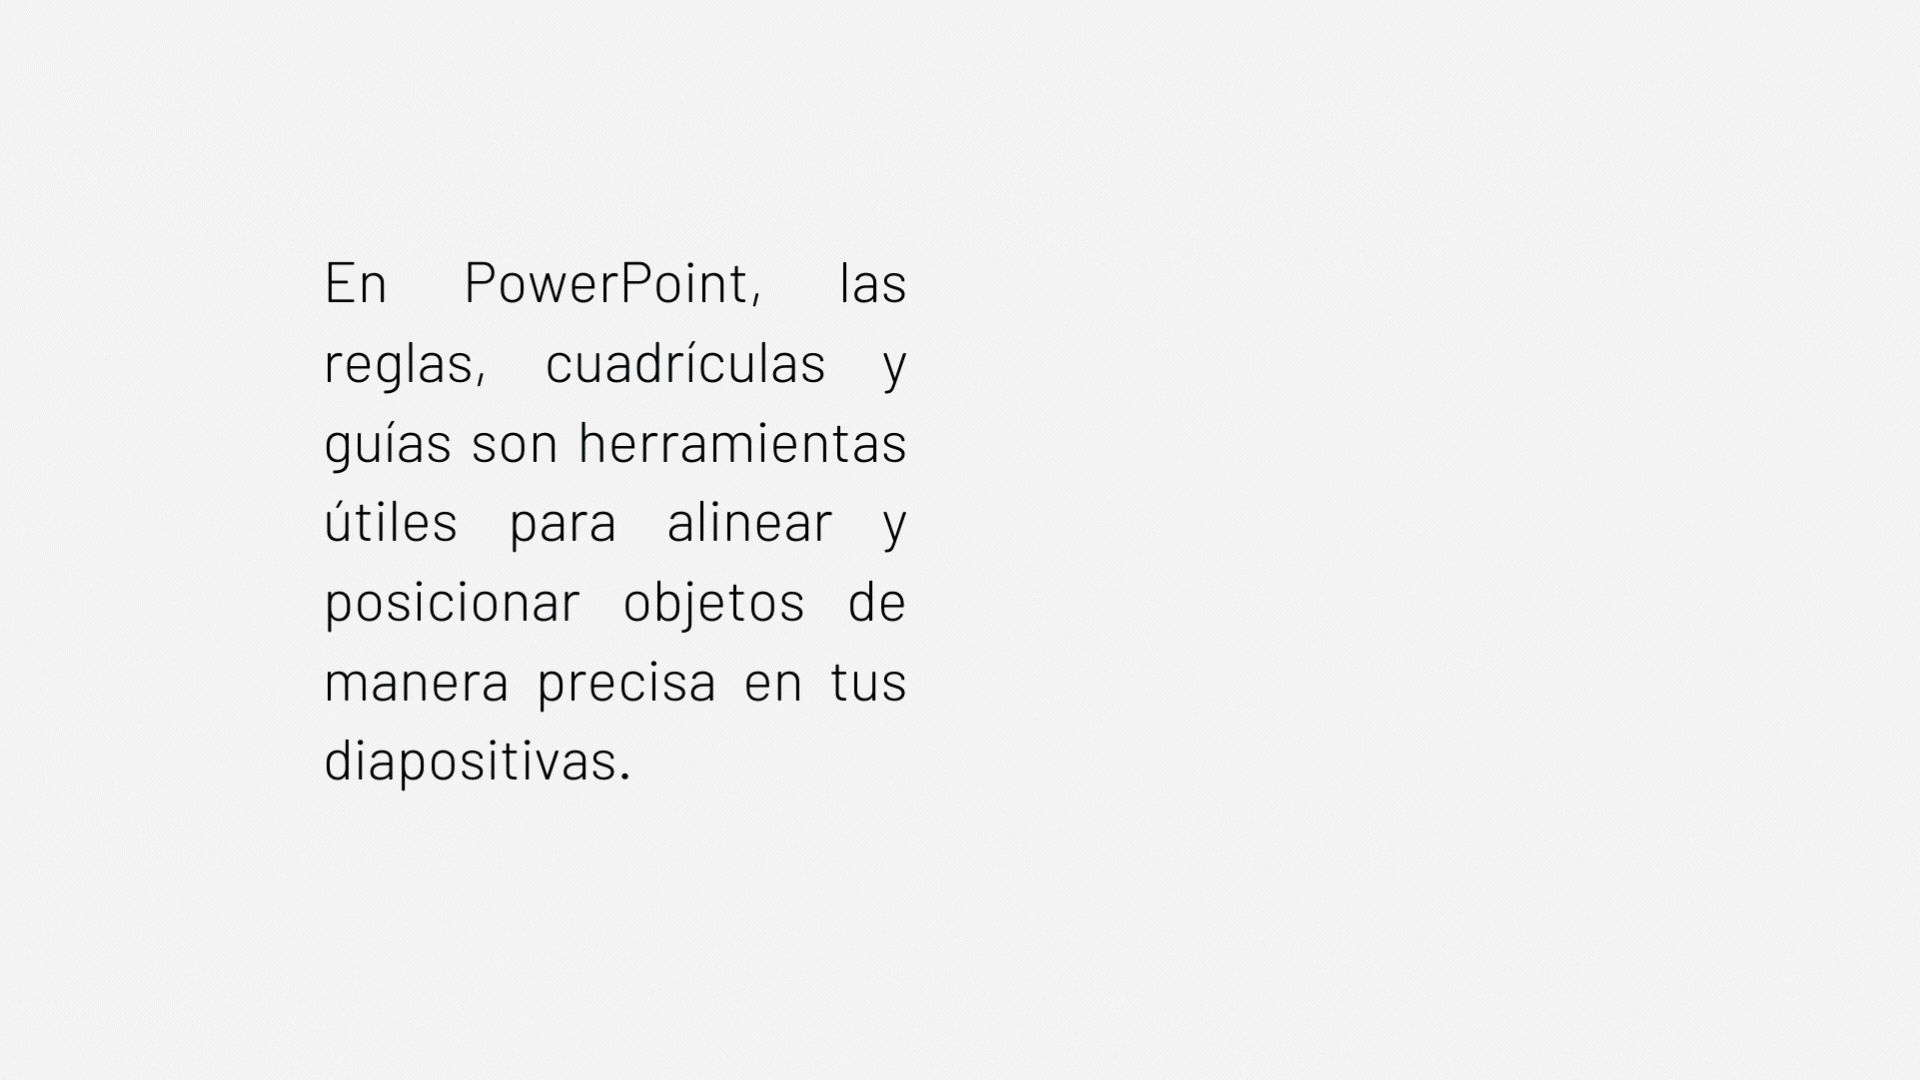 En PowerPoint, las
reglas, cuadrículas y
guías son herramientas
útiles para alinear y
posicionar objetos de
manera precisa en tus
diapositivas.